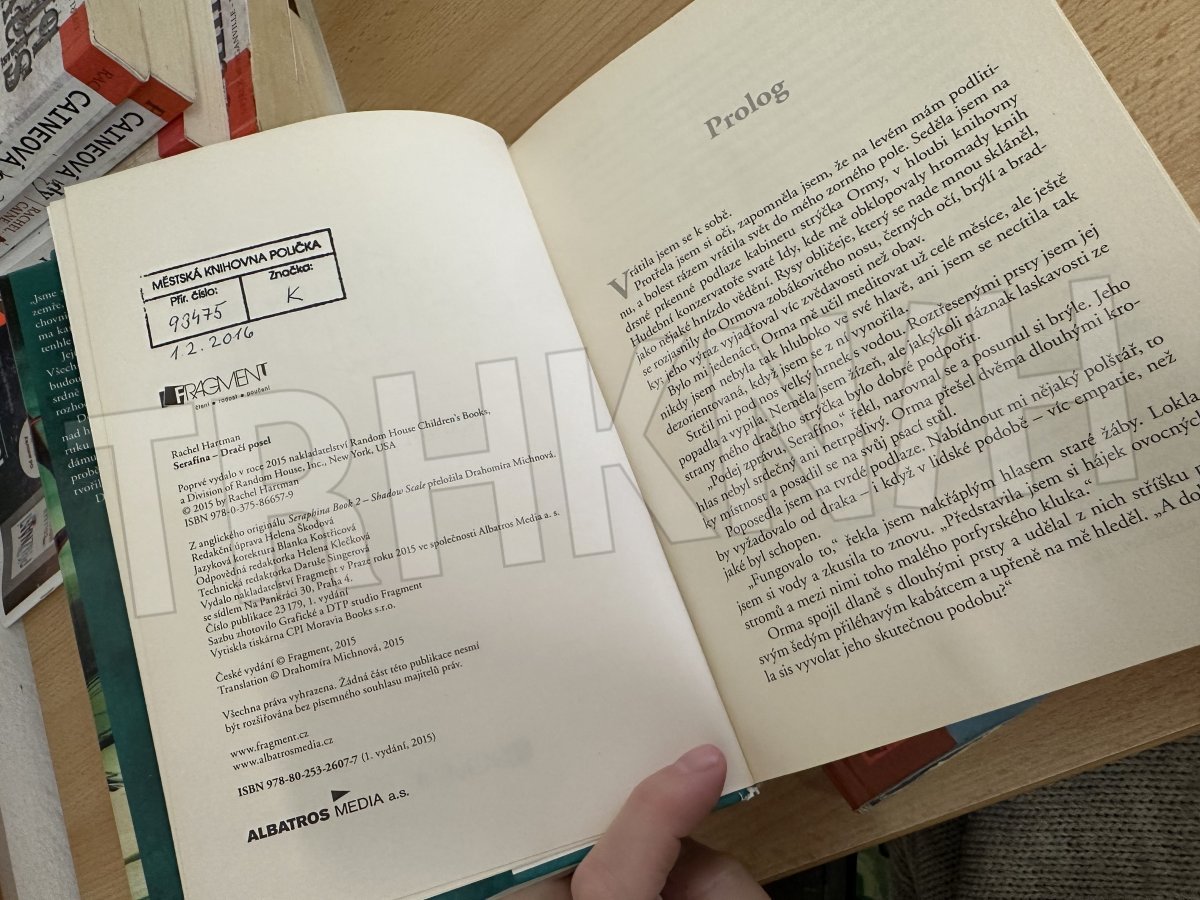 CAINEOVÁ
CAINEOVÁ
RACHEL
CAINE
MĚSTSKÁ KNIHOVNA POLIČKA
Přír. číslo:
Značka:
93475
K
1.2.2016
FRAGMENT
čtení • radost • poučení
Rachel Hartman
Serafína – Dračí posel
Poprvé vydalo v roce 2015 nakladatelství Random House Children's Books,
a Division of Random House, Inc., New York, USA
© 2015 by Rachel Hartman
ISBN 978-0-375-86657-9
Z anglického originálu Seraphina Book 2 – Shadow Scale přeložila Drahomíra Michnová.
Redakční úprava Helena Škodová
Jazyková korektura Blanka Kostřicová
Odpovědná redaktorka Helena Klečková
Technická redaktorka Daruše Singerová
Vydalo nakladatelství Fragment v Praze roku 2015 ve společnosti Albatros Media a. s.
se sídlem Na Pankráci 30, Praha 4.
Číslo publikace 23 179, 1. vydání
Sazbu zhotovilo Grafické a DTP studio Fragment
Vytiskla tiskárna CPI Moravia Books s.r.o.
České vydání © Fragment, 2015
Translation © Drahomíra Michnová, 2015
Všechna práva vyhrazena. Žádná část této publikace nesmí
být rozšiřována bez písemného souhlasu majitelů práv.
www.fragment.cz
www.albatrosmedia.cz
ISBN 978-80-253-2607-7 (1. vydání, 2015)
ALBATROS MEDIA a.s.
Prolog
Vrátila jsem se k sobě.
Protřela jsem si oči, zapomněla jsem, že na levém mám podliti-
nu, a bolest rázem vrátila svět do mého zorného pole. Seděla jsem na
drsné prkenné podlaze kabinetu strýčka Ormy, v hloubi knihovny
Hudební konzervatoře svaté Idy, kde mě obklopovaly hromady knih
jako nějaké hnízdo vědění. Rysy obličeje, který se nade mnou skláněl,
se rozjasnily do Ormova zobákovitého nosu, černých očí, brýlí a brad-
ky; jeho výraz vyjadřoval víc zvědavosti než obav.
Bylo mi jedenáct. Orma mě učil meditovat už celé měsíce, ale ještě
nikdy jsem nebyla tak hluboko ve své hlavě, ani jsem se necítila tak
dezorientovaná, když jsem se z ní vynořila.
Strčil mi pod nos velký hrnek s vodou. Roztřesenými prsty jsem jej
popadla a vypila. Neměla jsem žízeň, ale jakýkoli náznak laskavosti ze
strany mého dračího strýčka bylo dobré podpořit.
„Podej zprávu, Serafíno,“ řekl, narovnal se a posunul si brýle. Jeho
hlas nebyl srdečný ani netrpělivý. Orma přešel dvěma dlouhými kro-
ky místnost a posadil se na svůj psací stůl.
Poposedla jsem na tvrdé podlaze. Nabídnout mi nějaký polštář, to
by vyžadovalo od draka – i když v lidské podobě – víc empatie, než
jaké byl schopen.
„Fungovalo to,“ řekla jsem nakřáplým hlasem staré žáby. Lokla
jsem si vody a zkusila to znovu. „Představila jsem si hájek ovocných
stromů a mezi nimi toho malého porfyrského kluka.“
Orma spojil dlaně s dlouhými prsty a udělal z nich stříšku
svým šedým přiléhavým kabátcem a upřeně na mě hleděl. „A do
la sis vyvolat jeho skutečnou podobu?“
TRHKNIH